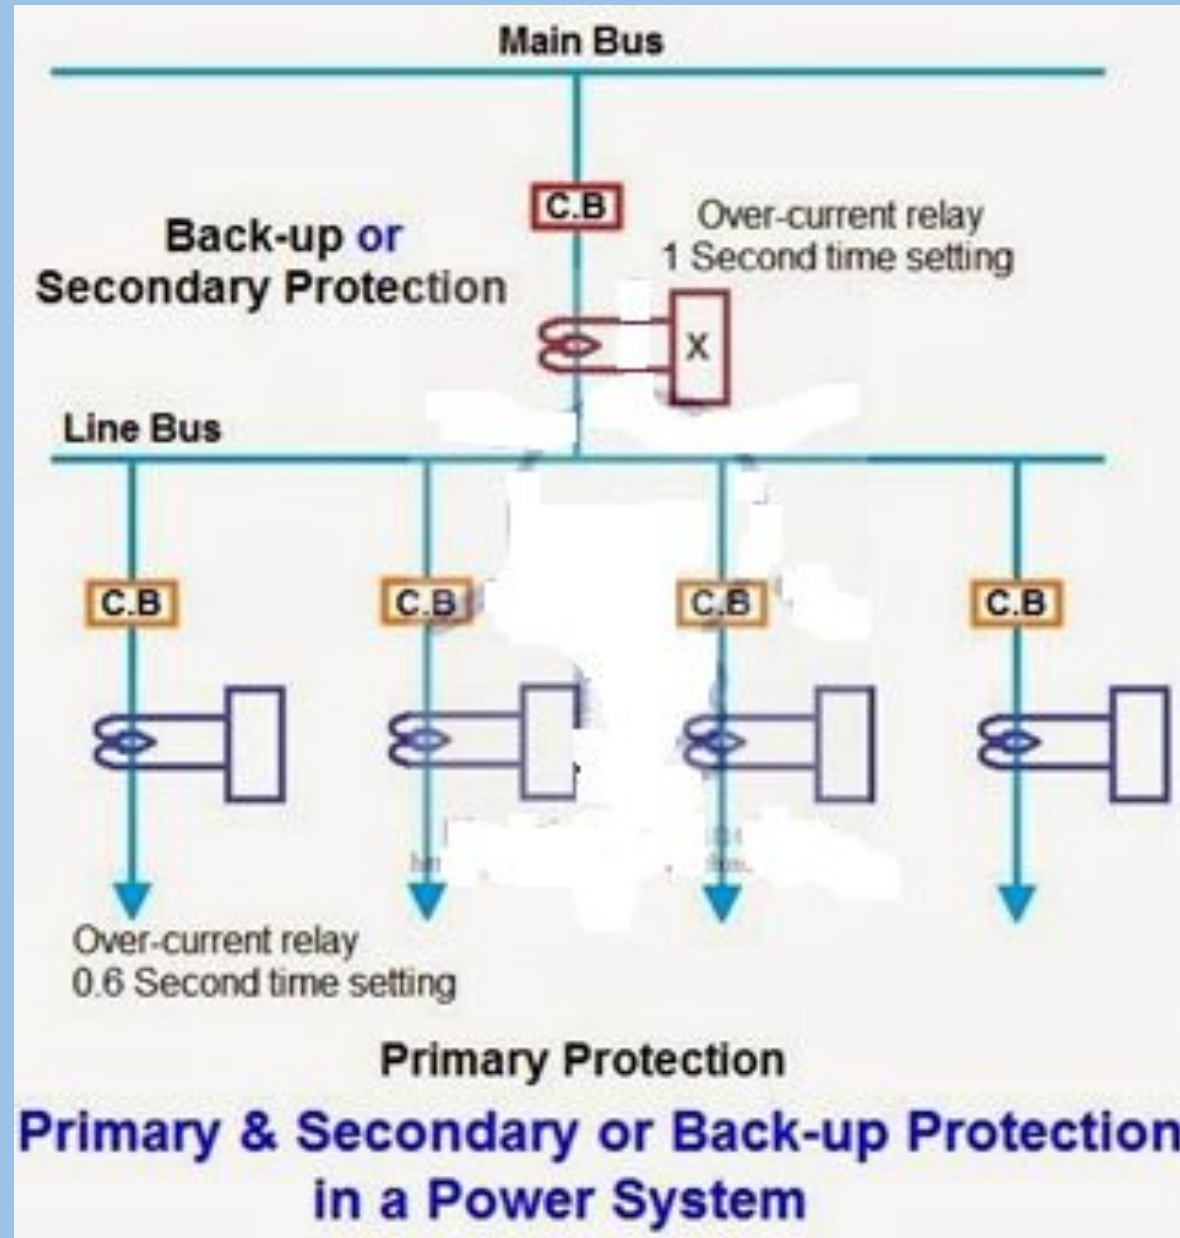 Main Bus
C.B
Over-current relay
1 Second time setting
Back-up or
Secondary Protection
X
Line Bus
C.B
C.B
C.B
C.B
Over-current relay
0.6 Second time setting
Primary Protection
Primary & Secondary or Back-up Protection
in a Power System